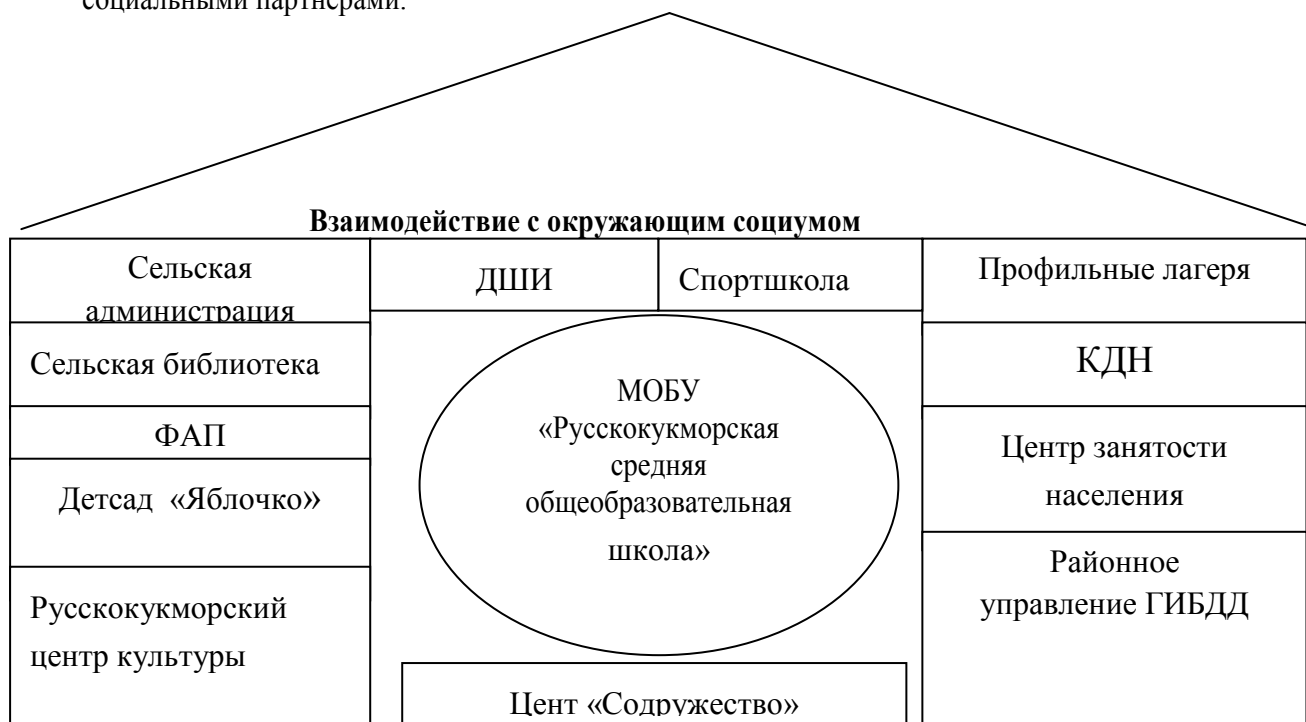 социальными партнерами.
Взаимодействие с окружающим социумом
Сельская
администрация
ДШИ
Спортшкола
Профильные лагеря
Сельская библиотека
КДН
ФАП
Детсад «Яблочко»
МОБУ
«Русскокукморская
средняя
общеобразовательная
школа»
Центр занятости
населения
Русскокукморский
центр культуры
Районное
управление ГИБДД
Цент «Содружество»